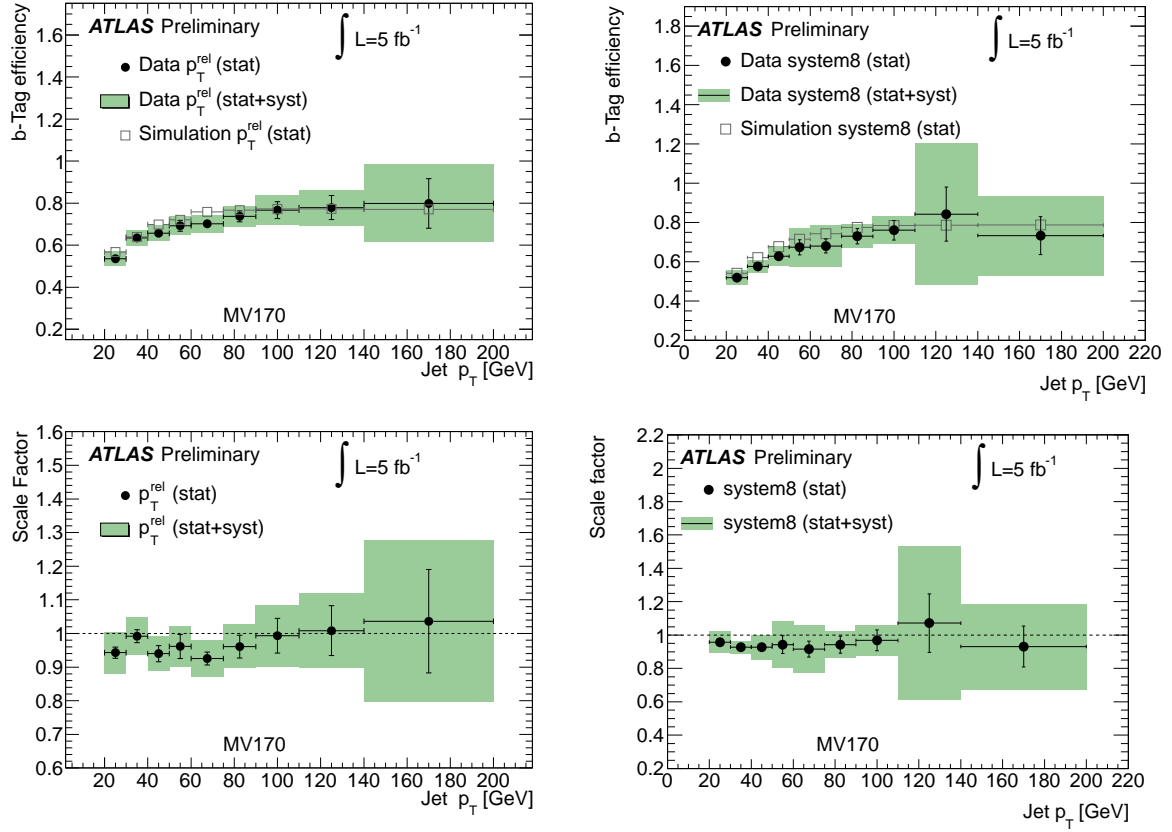 b-Tag efficiency
ATLAS Preliminary
∫ L=5 fb-1
Data p_T^rel (stat)
Data p_T^rel (stat+syst)
Simulation p_T^rel (stat)
1.6
1.4
1.2
1
0.8
0.6
0.4
0.2
MV170
20 40 60 80 100 120 140 160 180 200
Jet p_T [GeV]
b-Tag efficiency
ATLAS Preliminary
∫ L=5 fb-1
Data system8 (stat)
Data system8 (stat+syst)
Simulation system8 (stat)
1.8
1.6
1.4
1.2
1
0.8
0.6
0.4
0.2
MV170
0 20 40 60 80 100 120 140 160 180 200 220
Jet p_T [GeV]
Scale Factor
ATLAS Preliminary
∫ L=5 fb-1
p_T^rel (stat)
p_T^rel (stat+syst)
1.6
1.5
1.4
1.3
1.2
1.1
1
0.9
0.8
0.7
0.6
MV170
20 40 60 80 100 120 140 160 180 200
Jet p_T [GeV]
Scale factor
ATLAS Preliminary
∫ L=5 fb-1
system8 (stat)
system8 (stat+syst)
2.2
2
1.8
1.6
1.4
1.2
1
0.8
0.6
0.4
0.2
MV170
0 20 40 60 80 100 120 140 160 180 200 220
Jet p_T [GeV]